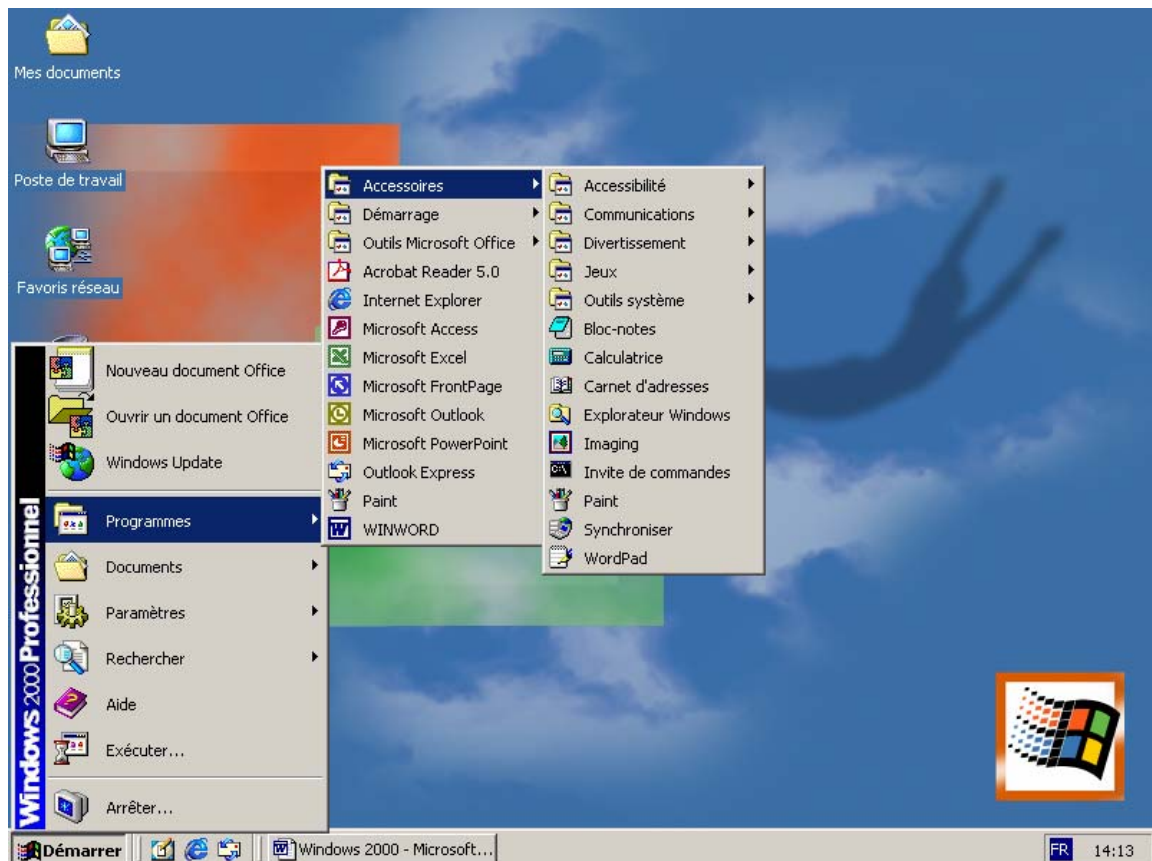 Mes documents
Poste de travail
Favoris réseau
Nouveau document Office
Ouvrir un document Office
Windows Update
Programmes
Documents
Paramètres
Rechercher
Aide
Exécuter...
Arrêter...
Windows 2000 Professionnel
Accessoires
Démarrage
Outils Microsoft Office
Acrobat Reader 5.0
Internet Explorer
Microsoft Access
Microsoft Excel
Microsoft FrontPage
Microsoft Outlook
Microsoft PowerPoint
Outlook Express
Paint
WINWORD
Accessibilité
Communications
Divertissement
Jeux
Outils système
Bloc-notes
Calculatrice
Carnet d'adresses
Explorateur Windows
Imaging
Invite de commandes
Paint
Synchroniser
WordPad
Démarrer
Windows 2000 - Microsoft...
FR
14:13